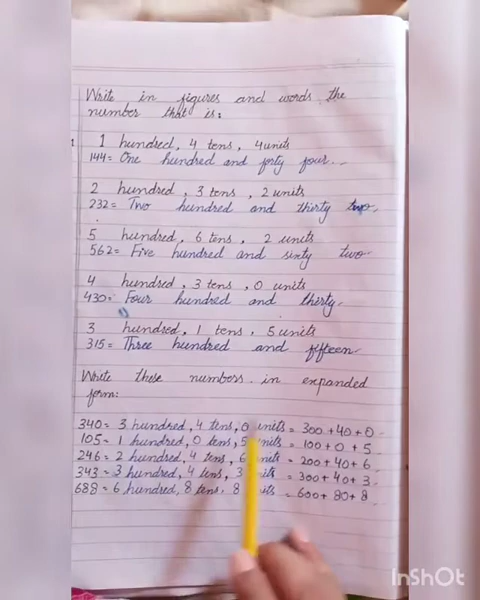 Write in figures and words the
number that is:
1 hundred, 4 tens, 4 units
144= One hundred and forty four.
2 hundred, 3 tens, 2 units
232= Two hundred and thirty two.
5 hundred, 6 tens, 2 units
562= Five hundred and sixty two.
4 hundred, 3 tens, 0 units
430= Four hundred and thirty.
3 hundred, 1 tens, 5 units
315= Three hundred and fifteen.
Write these numbers in expanded
form:
340= 3 hundred, 4 tens, 0 units = 300+40+0.
105= 1 hundred, 0 tens, 5 units = 100+0+5
246= 2 hundred, 4 tens, 6 units = 200+40+6.
343= 3 hundred, 4 tens, 3 units = 300+40+3.
688= 6 hundred, 8 tens, 8 units = 600+80+8
InShOt